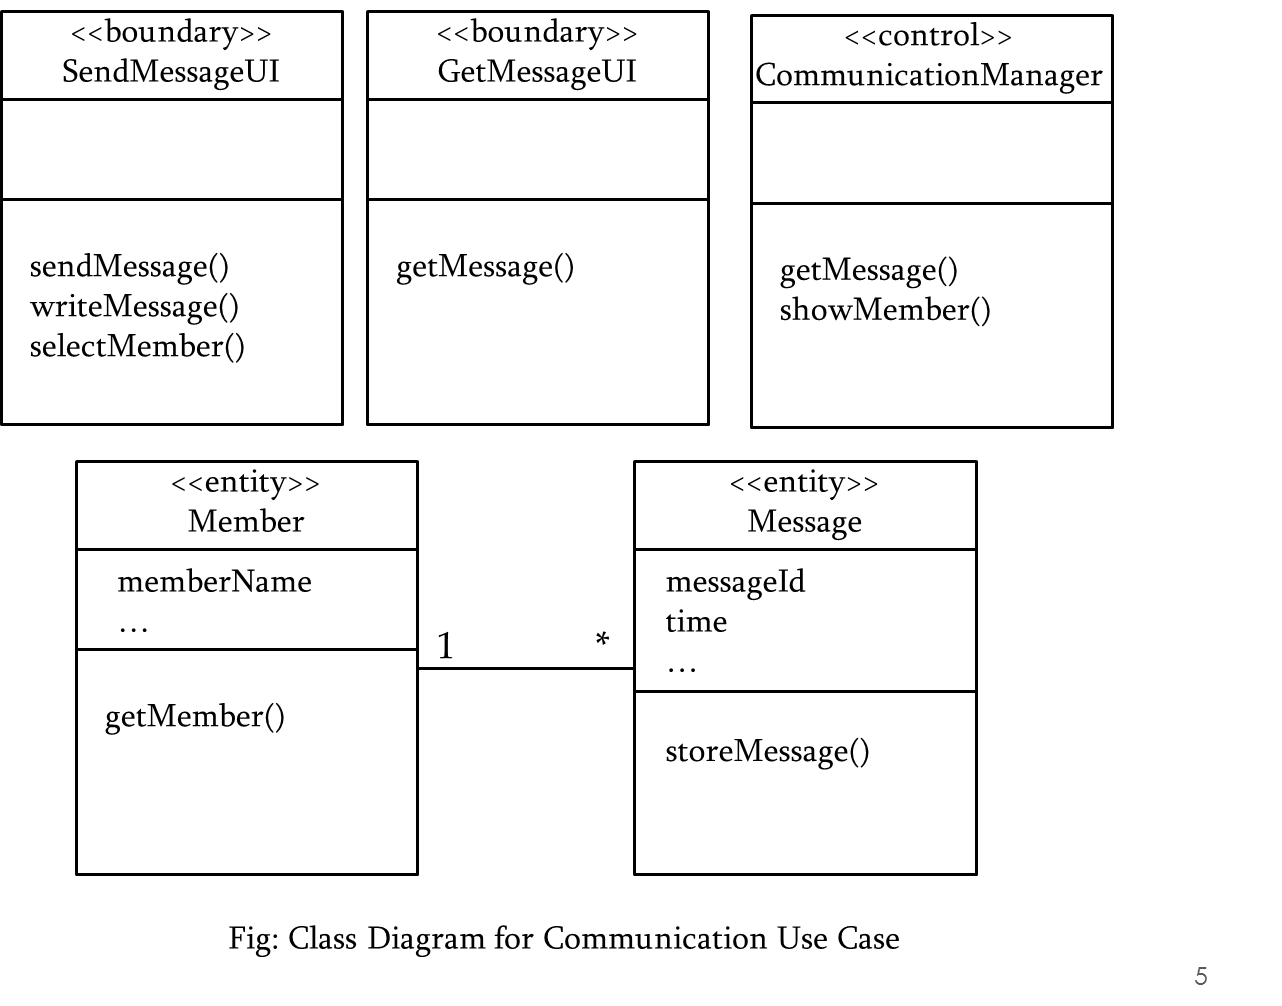 <<boundary>>
SendMessageUI
sendMessage()
writeMessage()
selectMember()
<<boundary>>
GetMessageUI
getMessage()
<<control>>
CommunicationManager
getMessage()
showMember()
<<entity>>
Member
memberName
...
getMember()
1
*
<<entity>>
Message
messageId
time
...
storeMessage()
Fig: Class Diagram for Communication Use Case
5